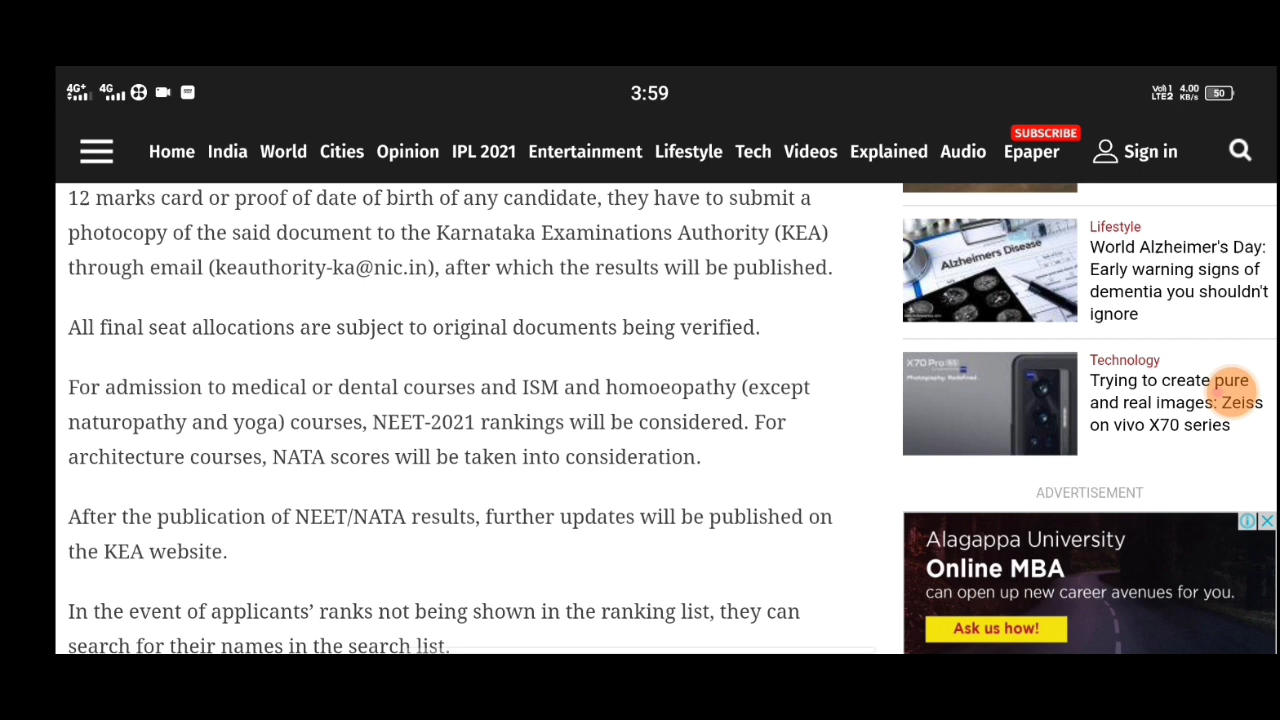 4G+ 4G 3:59 4.00 KB/s 50
LTE2
SUBSCRIBE
Home India World Cities Opinion IPL 2021 Entertainment Lifestyle Tech Videos Explained Audio Epaper Sign in
12 marks card or proof of date of birth of any candidate, they have to submit a
photocopy of the said document to the Karnataka Examinations Authority (KEA)
through email (keauthority-ka@nic.in), after which the results will be published.
All final seat allocations are subject to original documents being verified.
For admission to medical or dental courses and ISM and homoeopathy (except
naturopathy and yoga) courses, NEET-2021 rankings will be considered. For
architecture courses, NATA scores will be taken into consideration.
After the publication of NEET/NATA results, further updates will be published on
the KEA website.
In the event of applicants’ ranks not being shown in the ranking list, they can
search for their names in the search list.
Alzheimers Disease
Lifestyle
World Alzheimer's Day:
Early warning signs of
dementia you shouldn't
ignore
X70 Pro 5G
Photography. Redefined.
Technology
Trying to create pure
and real images: Zeiss
on vivo X70 series
ADVERTISEMENT
Alagappa University
Online MBA
can open up new career avenues for you.
Ask us how!